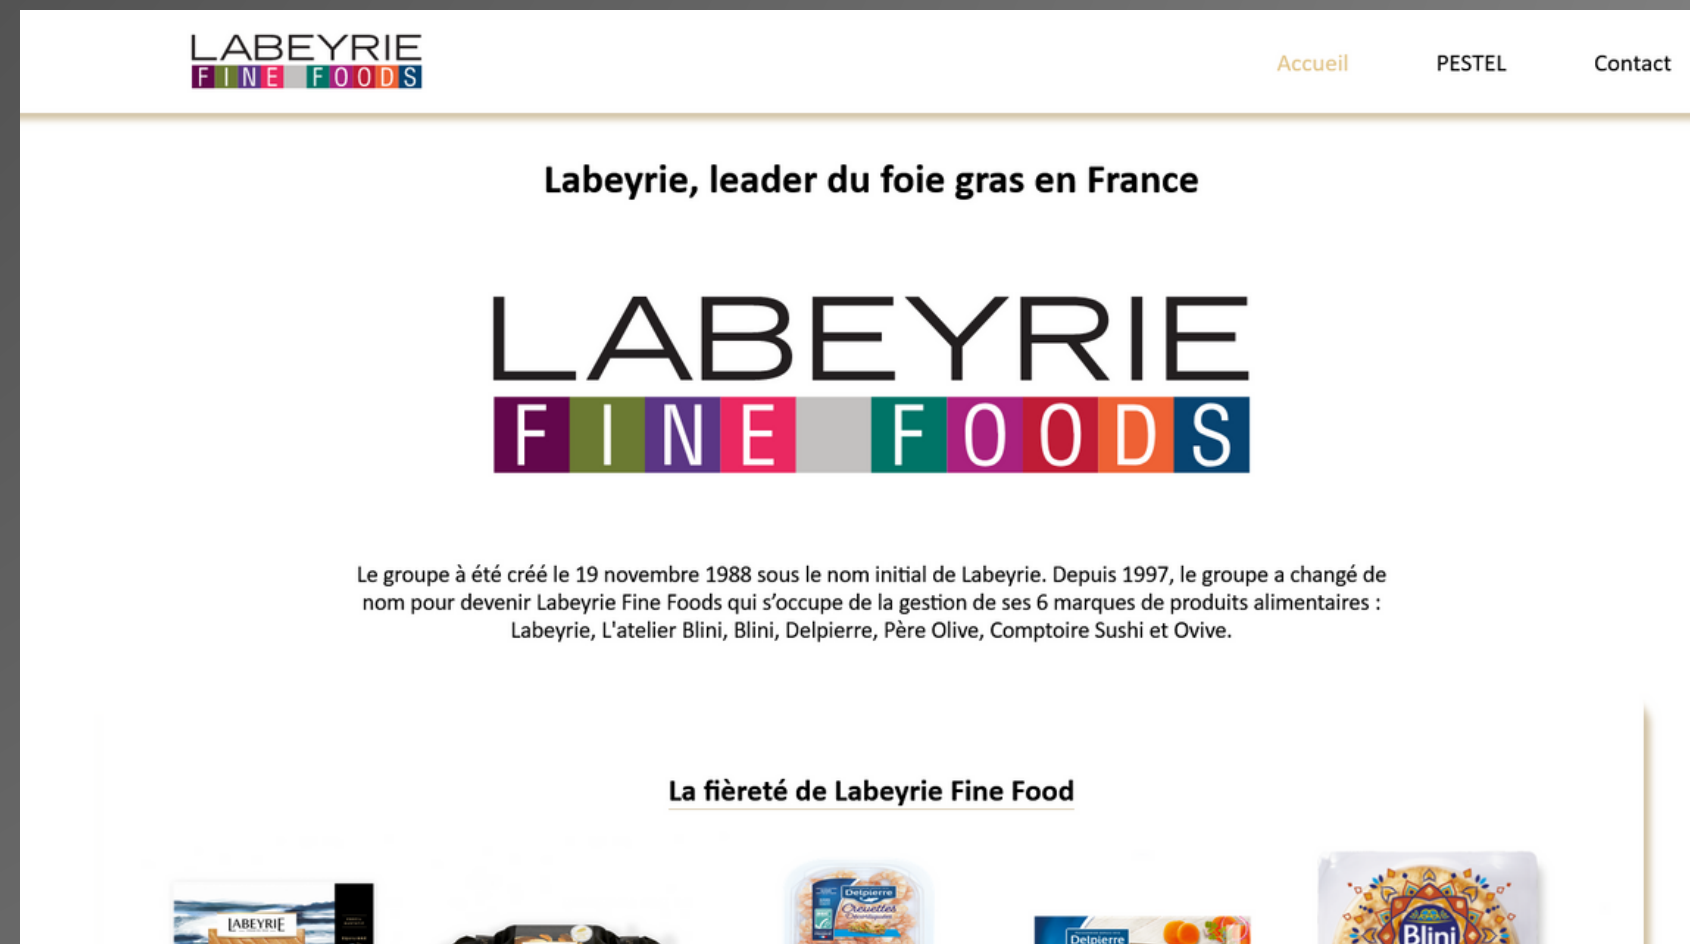 LABEYRIE
FINE FOODS
Accueil
PESTEL
Contact
Labeyrie, leader du foie gras en France
LABEYRIE
FINE FOODS
Le groupe à été créé le 19 novembre 1988 sous le nom initial de Labeyrie. Depuis 1997, le groupe a changé de
nom pour devenir Labeyrie Fine Foods qui s’occupe de la gestion de ses 6 marques de produits alimentaires :
Labeyrie, L'atelier Blini, Blini, Delpierre, Père Olive, Comptoire Sushi et Ovive.
La fièreté de Labeyrie Fine Food
LABEYRIE
Delpierre
Crevettes
Décortiquées
Delpierre
Blini